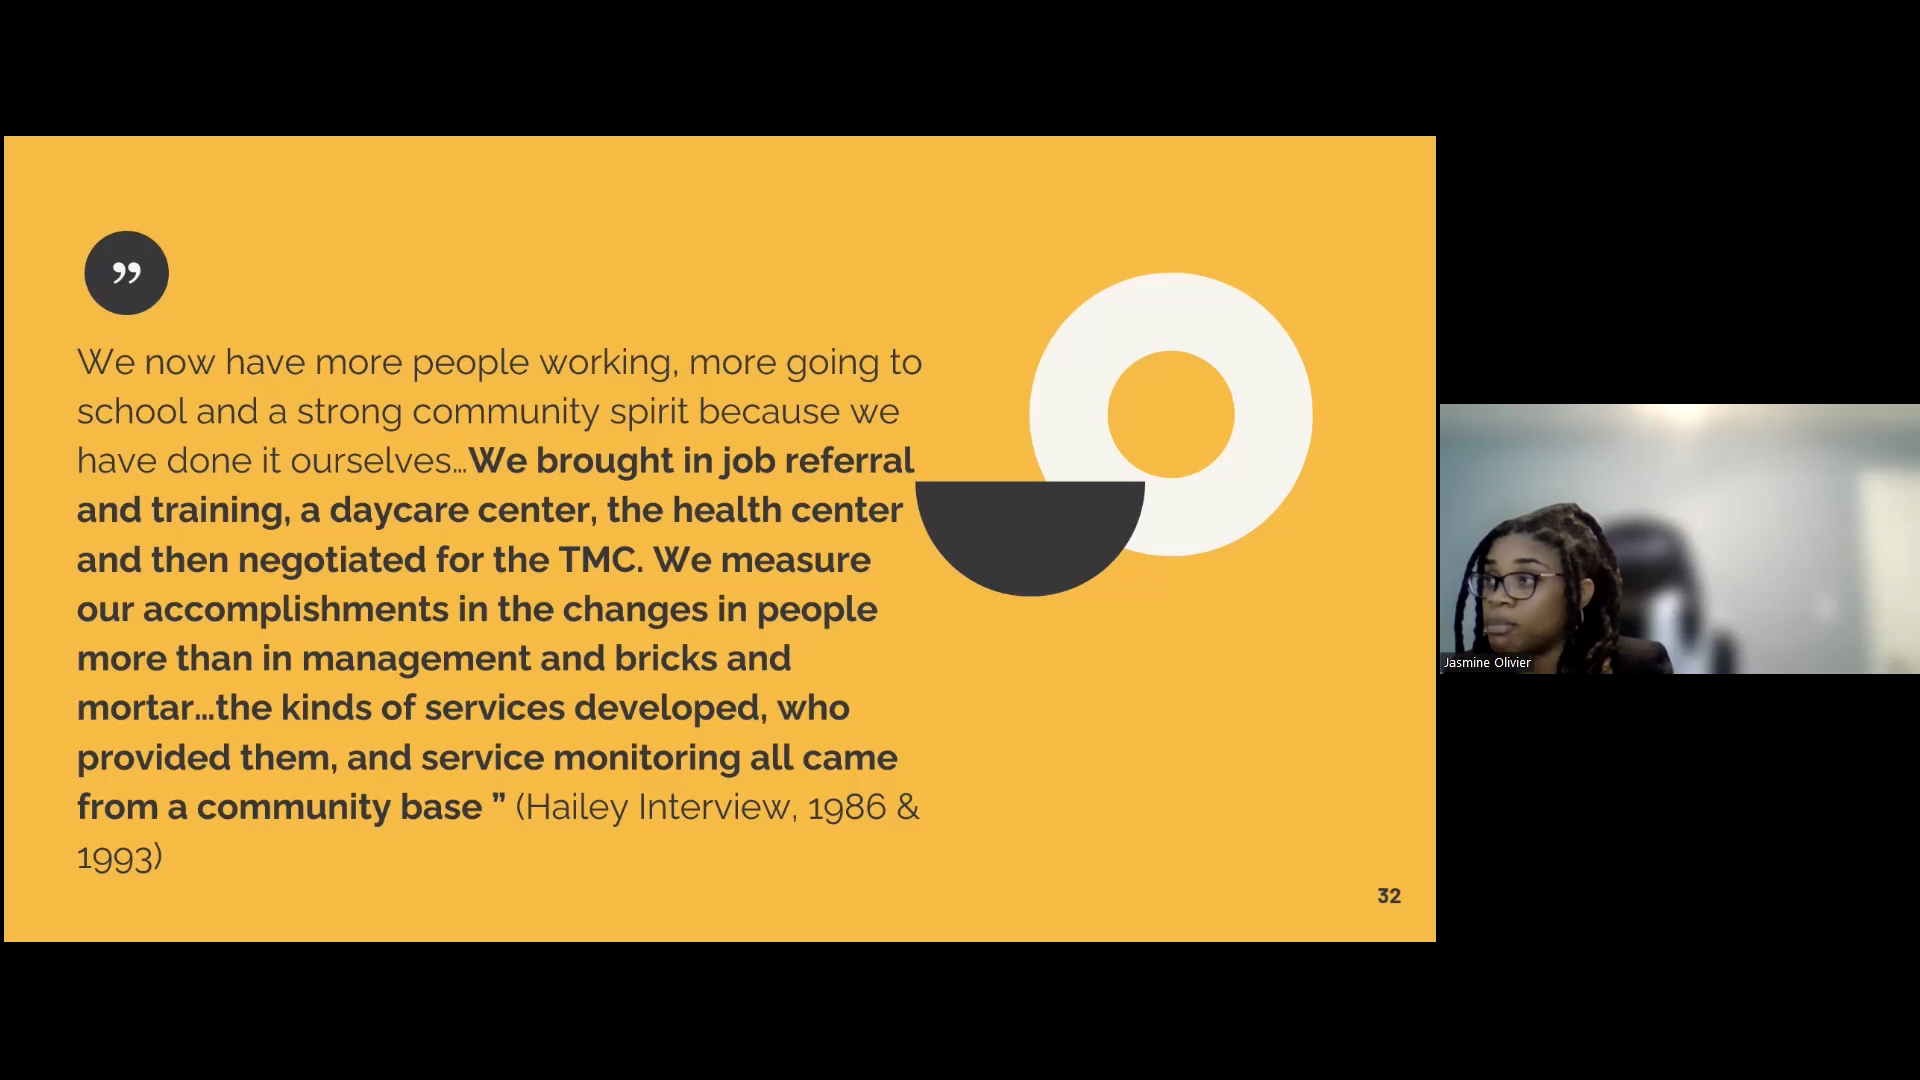 ”
We now have more people working, more going to
school and a strong community spirit because we
have done it ourselves…We brought in job referral
and training, a daycare center, the health center
and then negotiated for the TMC. We measure
our accomplishments in the changes in people
more than in management and bricks and
mortar…the kinds of services developed, who
provided them, and service monitoring all came
from a community base ” (Hailey Interview, 1986 &
1993)
32
Jasmine Olivier